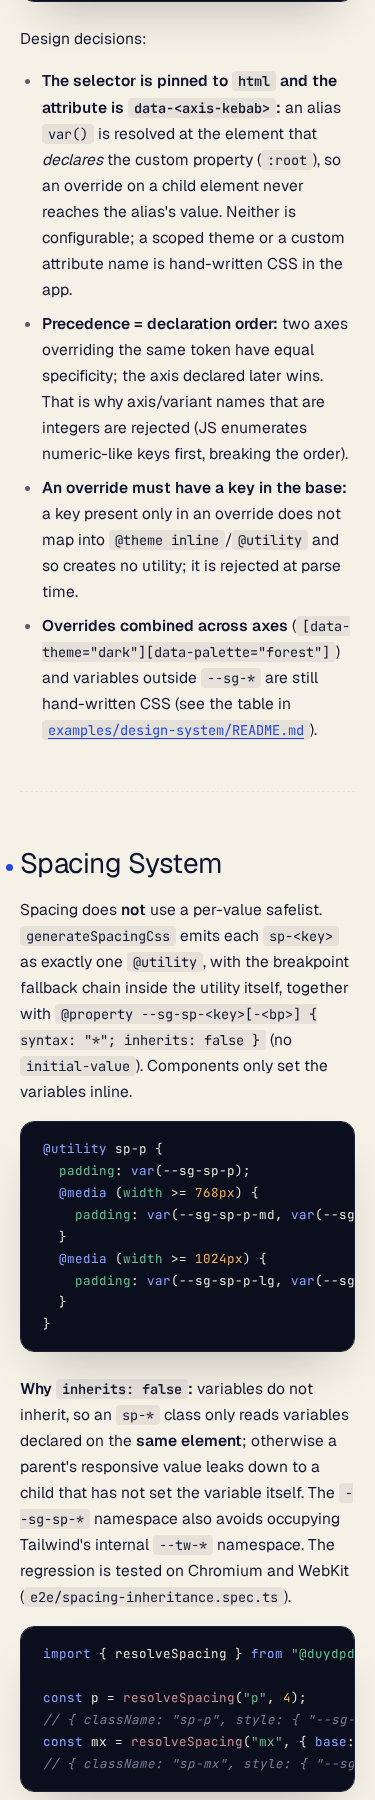 Design decisions:
The selector is pinned to html and the
attribute is data-<axis-kebab>: an alias
var() is resolved at the element that
declares the custom property (:root), so
an override on a child element never
reaches the alias's value. Neither is
configurable; a scoped theme or a custom
attribute name is hand-written CSS in the
app.
Precedence = declaration order: two axes
overriding the same token have equal
specificity; the axis declared later wins.
That is why axis/variant names that are
integers are rejected (JS enumerates
numeric-like keys first, breaking the order).
An override must have a key in the base:
a key present only in an override does not
map into @theme inline/@utility and
so creates no utility; it is rejected at parse
time.
Overrides combined across axes ([data-
theme="dark"][data-palette="forest"])
and variables outside --sg-* are still
hand-written CSS (see the table in
examples/design-system/README.md).
Spacing System
Spacing does not use a per-value safelist.
generateSpacingCss emits each sp-<key>
as exactly one @utility, with the breakpoint
fallback chain inside the utility itself, together
with @property --sg-sp-<key>[-<bp>] {
syntax: "*"; inherits: false } (no
initial-value). Components only set the
variables inline.
@utility sp-p {
padding: var(--sg-sp-p);
@media (width >= 768px) {
padding: var(--sg-sp-p-md, var(--sg
}
@media (width >= 1024px) {
padding: var(--sg-sp-p-lg, var(--sg
}
}
Why inherits: false: variables do not
inherit, so an sp-* class only reads variables
declared on the same element; otherwise a
parent's responsive value leaks down to a
child that has not set the variable itself. The -
-sg-sp-* namespace also avoids occupying
Tailwind's internal --tw-* namespace. The
regression is tested on Chromium and WebKit
(e2e/spacing-inheritance.spec.ts).
import { resolveSpacing } from "@duydpd
const p = resolveSpacing("p", 4);
// { className: "sp-p", style: { "--sg-
const mx = resolveSpacing("mx", { base:
// { className: "sp-mx", style: { "--sg